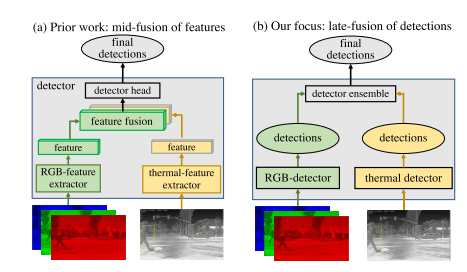 (a) Prior work: mid-fusion of features
final
detections
detector
detector head
feature fusion
feature
feature
RGB-feature
extractor
thermal-feature
extractor
(b) Our focus: late-fusion of detections
final
detections
detector ensemble
detections
detections
RGB-detector
thermal detector